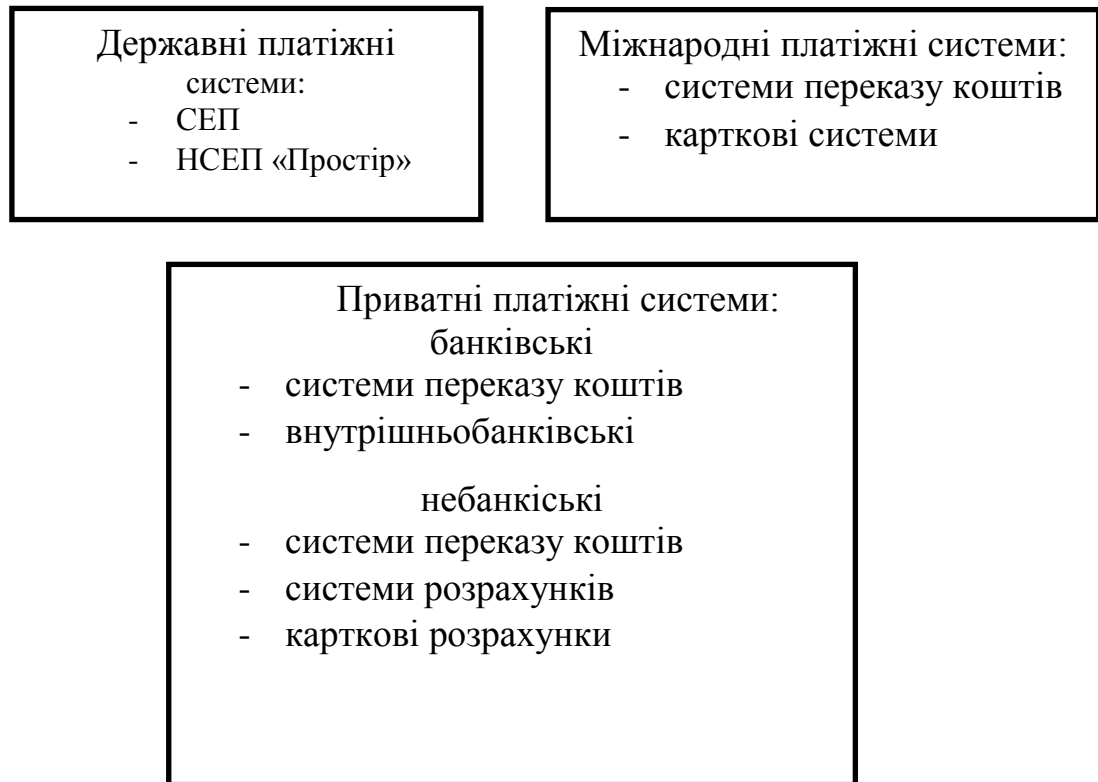 Державні платіжні
системи:
- СЕП
- НСЕП «Простір»
Міжнародні платіжні системи:
- системи переказу коштів
- карткові системи
Приватні платіжні системи:
банківські
- системи переказу коштів
- внутрішньобанківські
небанкіські
- системи переказу коштів
- системи розрахунків
- карткові розрахунки